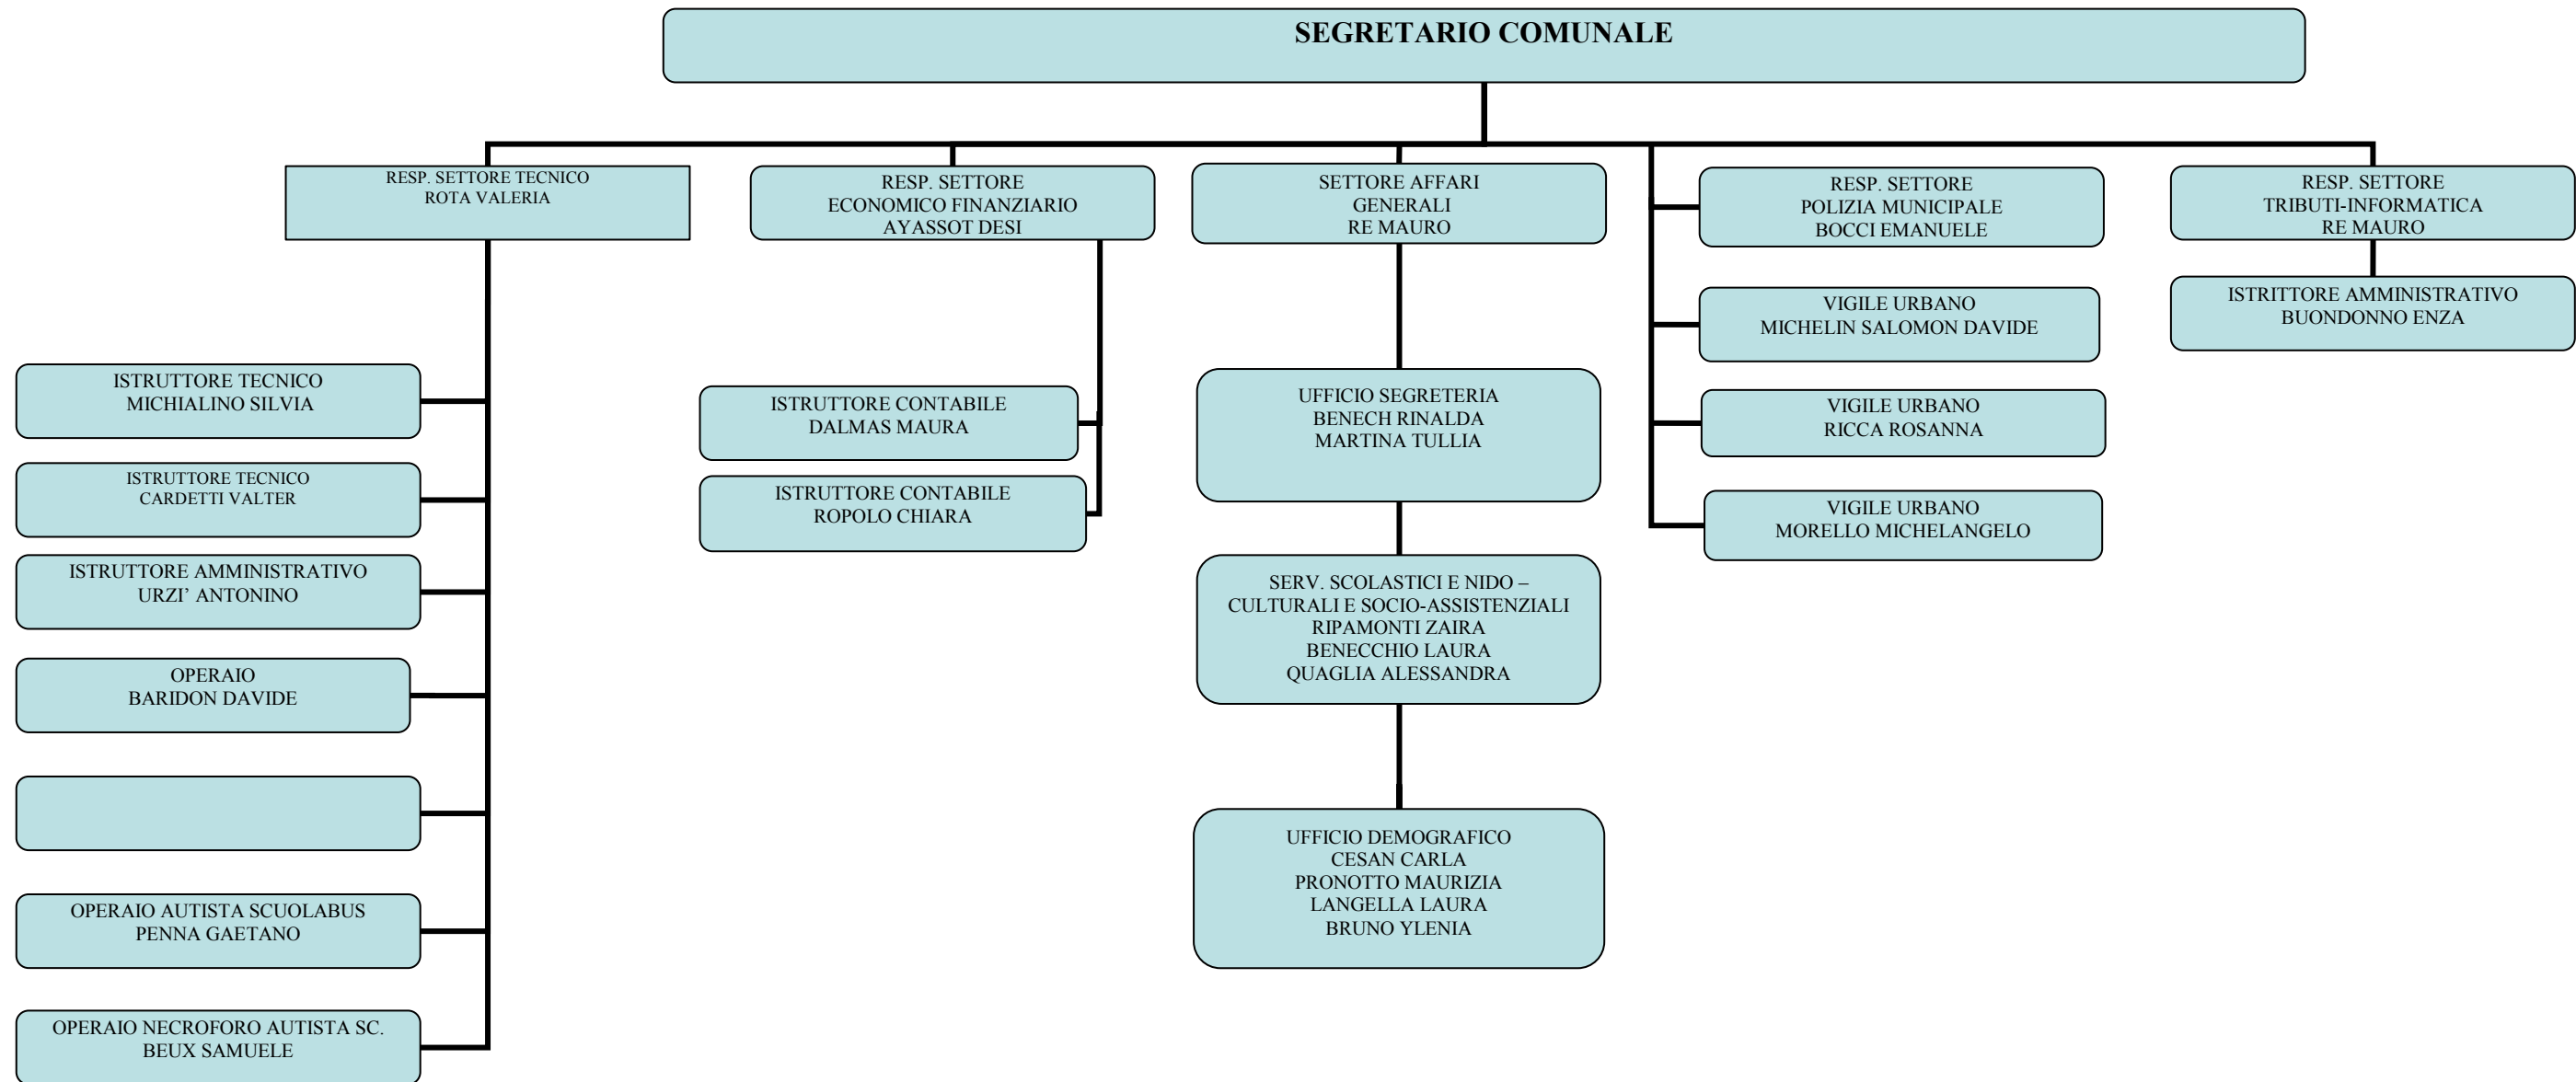 SEGRETARIO COMUNALE
RESP. SETTORE TECNICO
ROTA VALERIA
RESP. SETTORE
ECONOMICO FINANZIARIO
AYASSOT DESI
SETTORE AFFARI
GENERALI
RE MAURO
RESP. SETTORE
POLIZIA MUNICIPALE
BOCCI EMANUELE
RESP. SETTORE
TRIBUTI-INFORMATICA
RE MAURO
ISTRUTTORE TECNICO
MICHIALINO SILVIA
ISTRUTTORE TECNICO
CARDETTI VALTER
ISTRUTTORE AMMINISTRATIVO
URZI’ ANTONINO
OPERAIO
BARIDON DAVIDE
OPERAIO AUTISTA SCUOLABUS
PENNA GAETANO
OPERAIO NECROFORO AUTISTA SC.
BEUX SAMUELE
ISTRUTTORE CONTABILE
DALMAS MAURA
ISTRUTTORE CONTABILE
ROPOLO CHIARA
UFFICIO SEGRETERIA
BENECH RINALDA
MARTINA TULLIA
SERV. SCOLASTICI E NIDO –
CULTURALI E SOCIO-ASSISTENZIALI
RIPAMONTI ZAIRA
BENECCHIO LAURA
QUAGLIA ALESSANDRA
UFFICIO DEMOGRAFICO
CESAN CARLA
PRONOTTO MAURIZIA
LANGELLA LAURA
BRUNO YLENIA
VIGILE URBANO
MICHELIN SALOMON DAVIDE
VIGILE URBANO
RICCA ROSANNA
VIGILE URBANO
MORELLO MICHELANGELO
ISTRITTORE AMMINISTRATIVO
BUONDONNO ENZA